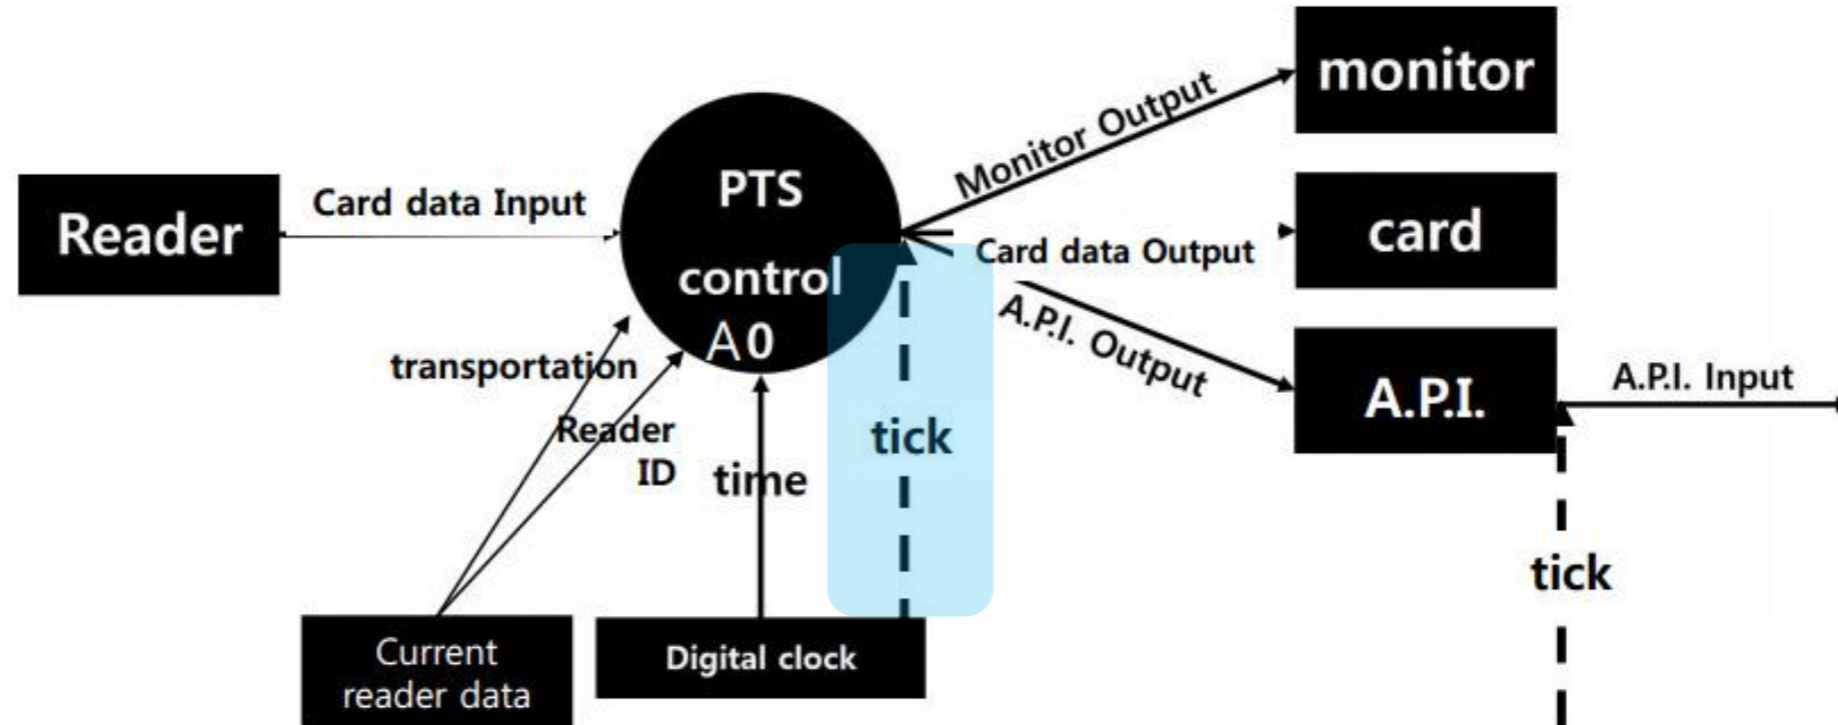 monitor
Monitor Output
PTS
control
A0
Reader
Card data Input
card
Card data Output
A.P.I. Output
transportation
A.P.I.
A.P.I. Input
Reader
ID
time
tick
tick
Digital clock
Current
reader data